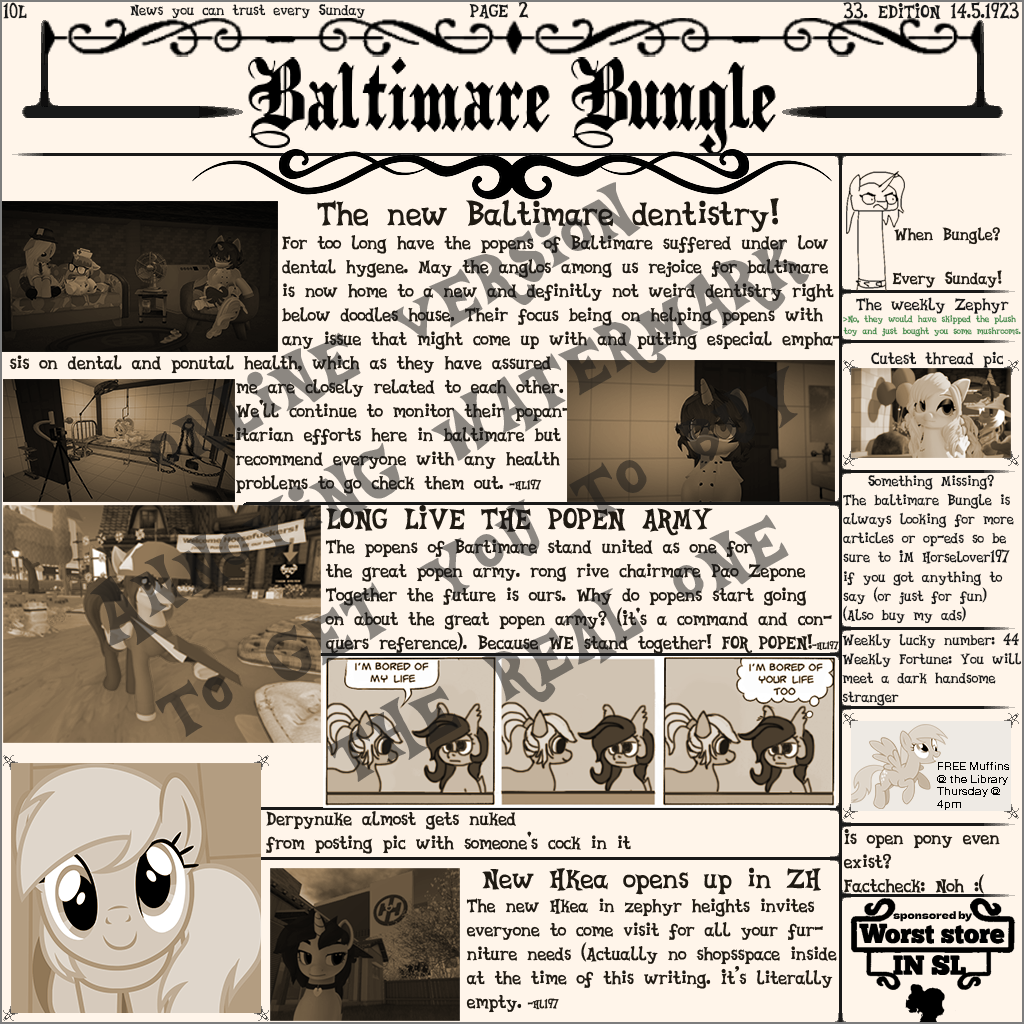 10L
News you can trust every Sunday
PAGE 2
33. EDITION 14.5.1923
Baltimare Bungle
The new Baltimare dentistry!
For too long have the popens of Baltimare suffered under low
dental hygene. May the anglos among us rejoice for baltimare
is now home to a new and definitly not weird dentistry right
below doodles house. Their focus being on helping popens with
any issue that might come up with and putting especial empha-
sis on dental and ponutal health, which as they have assured
me are closely related to each other.
We'll continue to monitor their popan-
itarian efforts here in baltimare but
recommend everyone with any health
problems to go check them out. -HL197
LONG LIVE THE POPEN ARMY
The popens of Bartimare stand united as one for
the great popen army. rong rive chairmare Pao Zepone
Together the future is ours. Why do popens start going
on about the great popen army? (it's a command and con-
quers reference). Because WE stand together! FOR POPEN!-HL197
Welcome Horsefuckers!
I'M BORED OF
MY LIFE
I'M BORED OF
YOUR LIFE
TOO
Derpynuke almost gets nuked
from posting pic with someone's cock in it
New HKea opens up in ZH
The new HKea in zephyr heights invites
everyone to come visit for all your fur-
niture needs (Actually no shopsspace inside
at the time of this writing. it's literally
empty. -HL197
When Bungle?
Every Sunday!
The weekly Zephyr
>No, they would have skipped the plush
toy and just bought you some mushrooms.
Cutest thread pic
Something Missing?
The baltimare Bungle is
always looking for more
articles or op-eds so be
sure to iM Horselover197
if you got anything to
say (or just for fun)
(Also buy my ads)
Weekly lucky number: 44
Weekly Fortune: You will
meet a dark handsome
stranger
FREE Muffins
@ the Library
Thursday @
4pm
is open pony even
exist?
Factcheck: Noh :(
sponsored by
Worst store
IN SL
ONLINE VERSION
ANNOYING WATERMARK
TO GET YOU TO BUY
THE REAL ONE